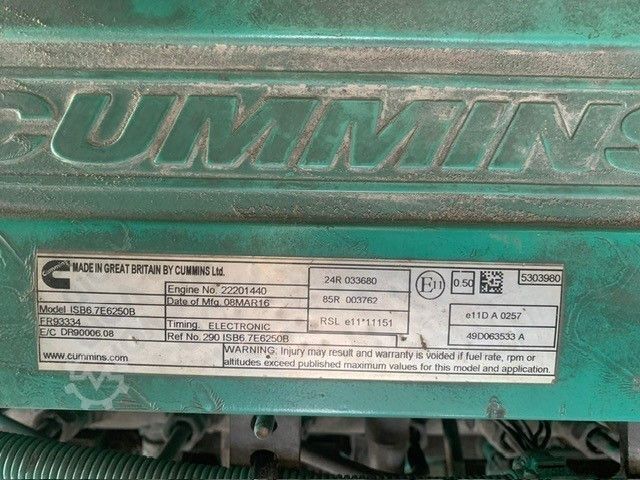 CUMMINS
Cummins
MADE IN GREAT BRITAIN BY CUMMINS Ltd.
Engine No. 22201440
Date of Mfg. 08MAR16
Model ISB6.7E6250B
FR93334
Timing. ELECTRONIC
E/C DR90006.08
Ref No. 290 ISB6.7E6250B
www.cummins.com
24R 033680
85R 003762
RSL e11*11151
E11
0.50
5303980
e11D A 0257
49D063533 A
WARNING: Injury may result and warranty is voided if fuel rate, rpm or
altitudes exceed published maximum values for this model and application.